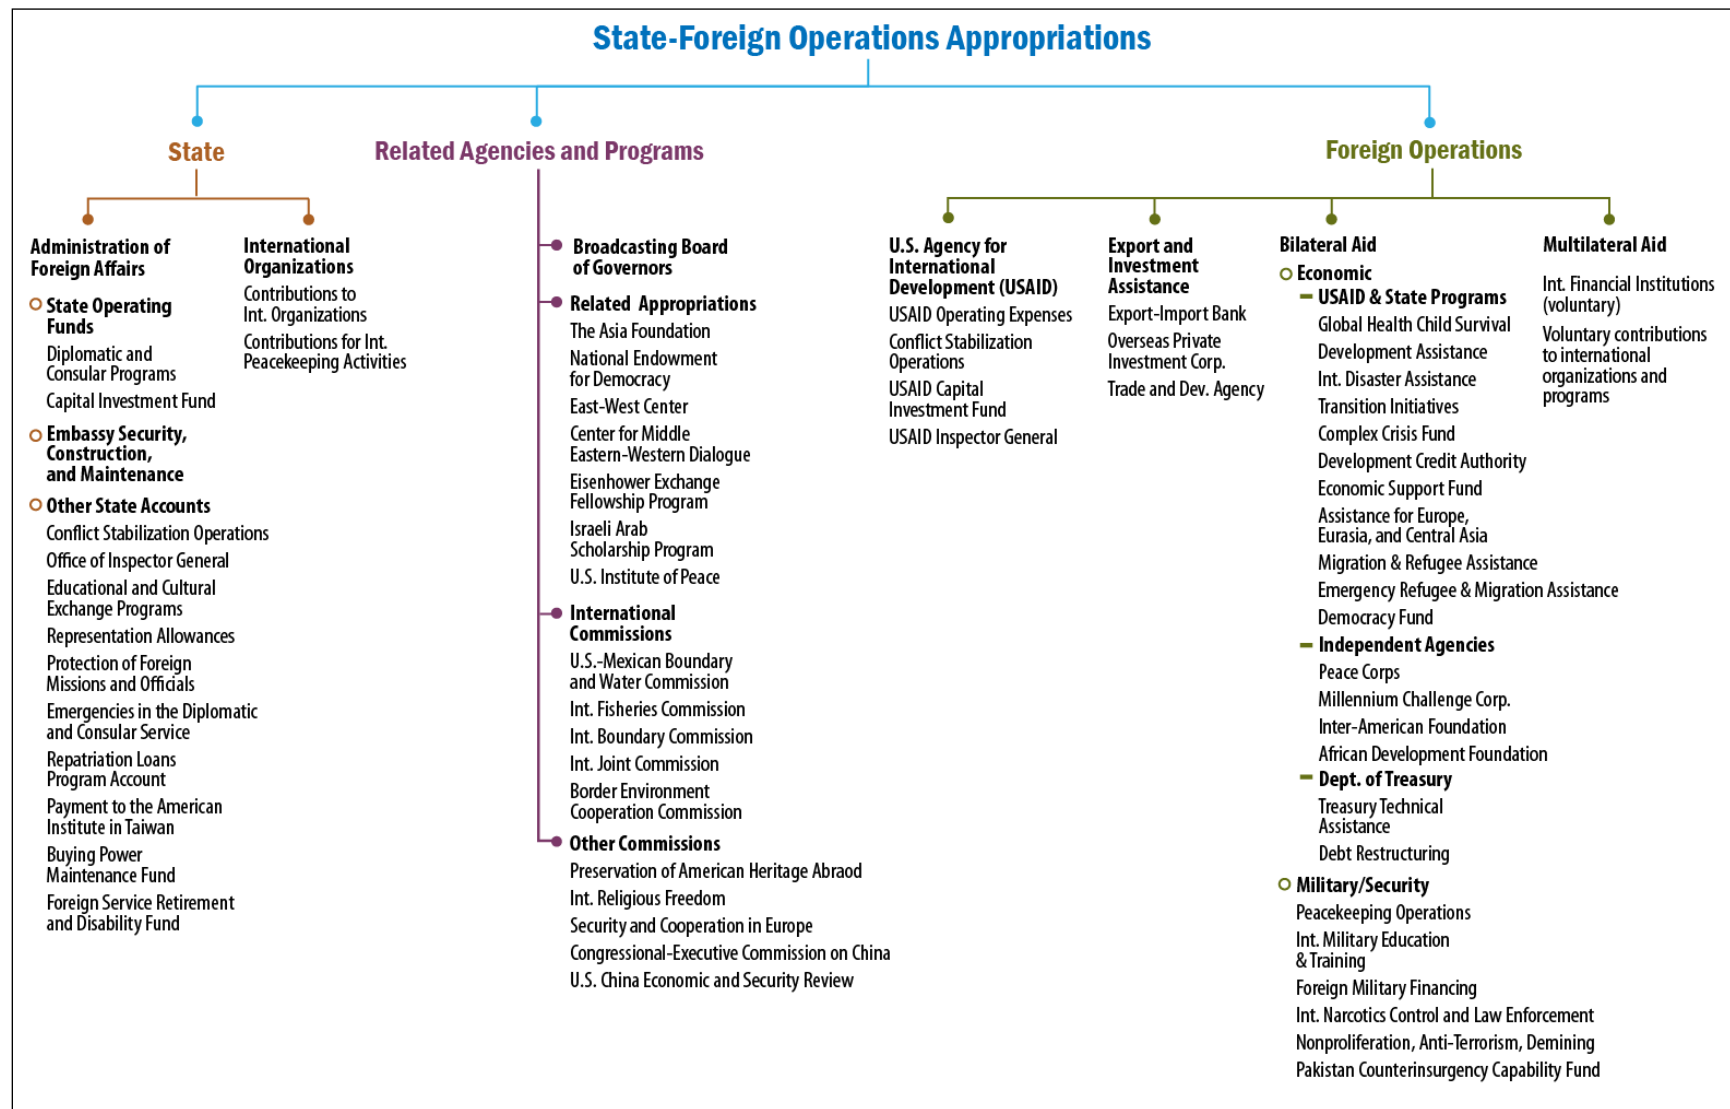 State-Foreign Operations Appropriations
State
Administration of
Foreign Affairs
State Operating
Funds
Diplomatic and
Consular Programs
Capital Investment Fund
Embassy Security,
Construction,
and Maintenance
Other State Accounts
Conflict Stabilization Operations
Office of Inspector General
Educational and Cultural
Exchange Programs
Representation Allowances
Protection of Foreign
Missions and Officials
Emergencies in the Diplomatic
and Consular Service
Repatriation Loans
Program Account
Payment to the American
Institute in Taiwan
Buying Power
Maintenance Fund
Foreign Service Retirement
and Disability Fund
International
Organizations
Contributions to
Int. Organizations
Contributions for Int.
Peacekeeping Activities
Related Agencies and Programs
Broadcasting Board
of Governors
Related Appropriations
The Asia Foundation
National Endowment
for Democracy
East-West Center
Center for Middle
Eastern-Western Dialogue
Eisenhower Exchange
Fellowship Program
Israeli Arab
Scholarship Program
U.S. Institute of Peace
International
Commissions
U.S.-Mexican Boundary
and Water Commission
Int. Fisheries Commission
Int. Boundary Commission
Int. Joint Commission
Border Environment
Cooperation Commission
Other Commissions
Preservation of American Heritage Abraod
Int. Religious Freedom
Security and Cooperation in Europe
Congressional-Executive Commission on China
U.S. China Economic and Security Review
Foreign Operations
U.S. Agency for
International
Development (USAID)
USAID Operating Expenses
Conflict Stabilization
Operations
USAID Capital
Investment Fund
USAID Inspector General
Export and
Investment
Assistance
Export-Import Bank
Overseas Private
Investment Corp.
Trade and Dev. Agency
Bilateral Aid
Economic
USAID & State Programs
Global Health Child Survival
Development Assistance
Int. Disaster Assistance
Transition Initiatives
Complex Crisis Fund
Development Credit Authority
Economic Support Fund
Assistance for Europe,
Eurasia, and Central Asia
Migration & Refugee Assistance
Emergency Refugee & Migration Assistance
Democracy Fund
Independent Agencies
Peace Corps
Millennium Challenge Corp.
Inter-American Foundation
African Development Foundation
Dept. of Treasury
Treasury Technical
Assistance
Debt Restructuring
Military/Security
Peacekeeping Operations
Int. Military Education
& Training
Foreign Military Financing
Int. Narcotics Control and Law Enforcement
Nonproliferation, Anti-Terrorism, Demining
Pakistan Counterinsurgency Capability Fund
Multilateral Aid
Int. Financial Institutions
(voluntary)
Voluntary contributions
to international
organizations and
programs